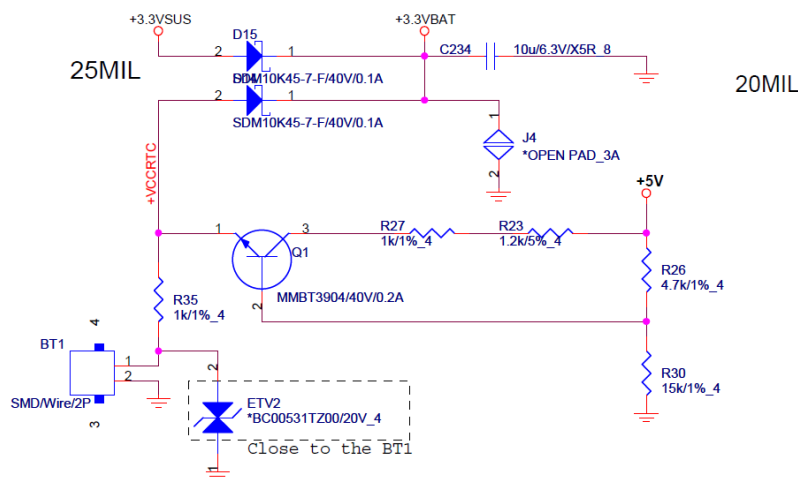 +3.3VSUS
+3.3VBAT
D15
2
1
C234
10u/6.3V/X5R_8
25MIL
20MIL
SDM10K45-7-F/40V/0.1A
2
1
SDM10K45-7-F/40V/0.1A
1
J4
*OPEN PAD_3A
2
+VCCRTC
+5V
1
3
R27
1k/1%_4
R23
1.2k/5%_4
Q1
R26
4.7k/1%_4
2
MMBT3904/40V/0.2A
R35
1k/1%_4
4
BT1
1
2
SMD/Wire/2P
3
2
R30
15k/1%_4
ETV2
*BC00531TZ00/20V_4
Close to the BT1
1